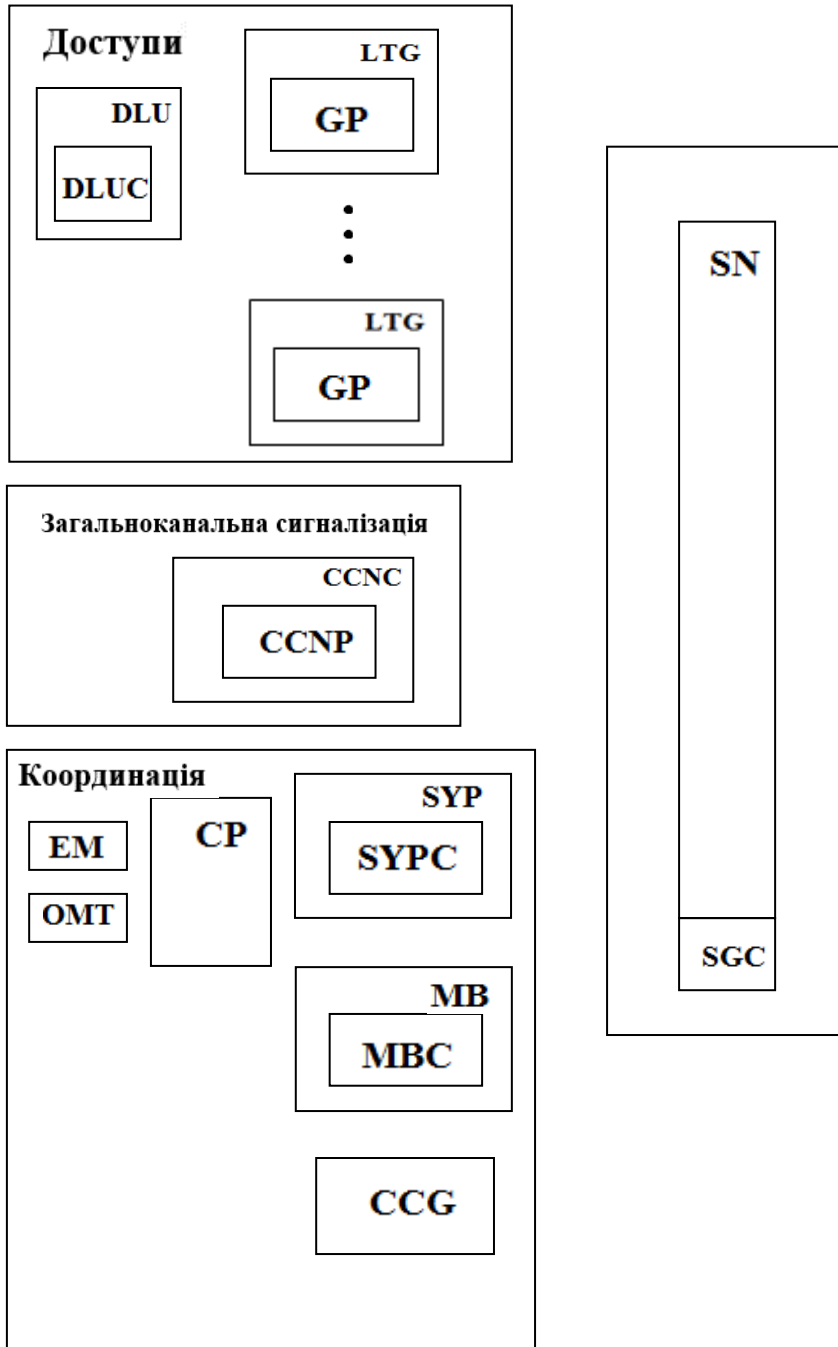 Доступи
LTG
GP
DLU
DLUC
LTG
GP
SN
SGC
Загальноканальна сигналізація
CCNC
CCNP
Координація
EM
OMT
CP
SYP
SYPC
MB
MBC
CCG